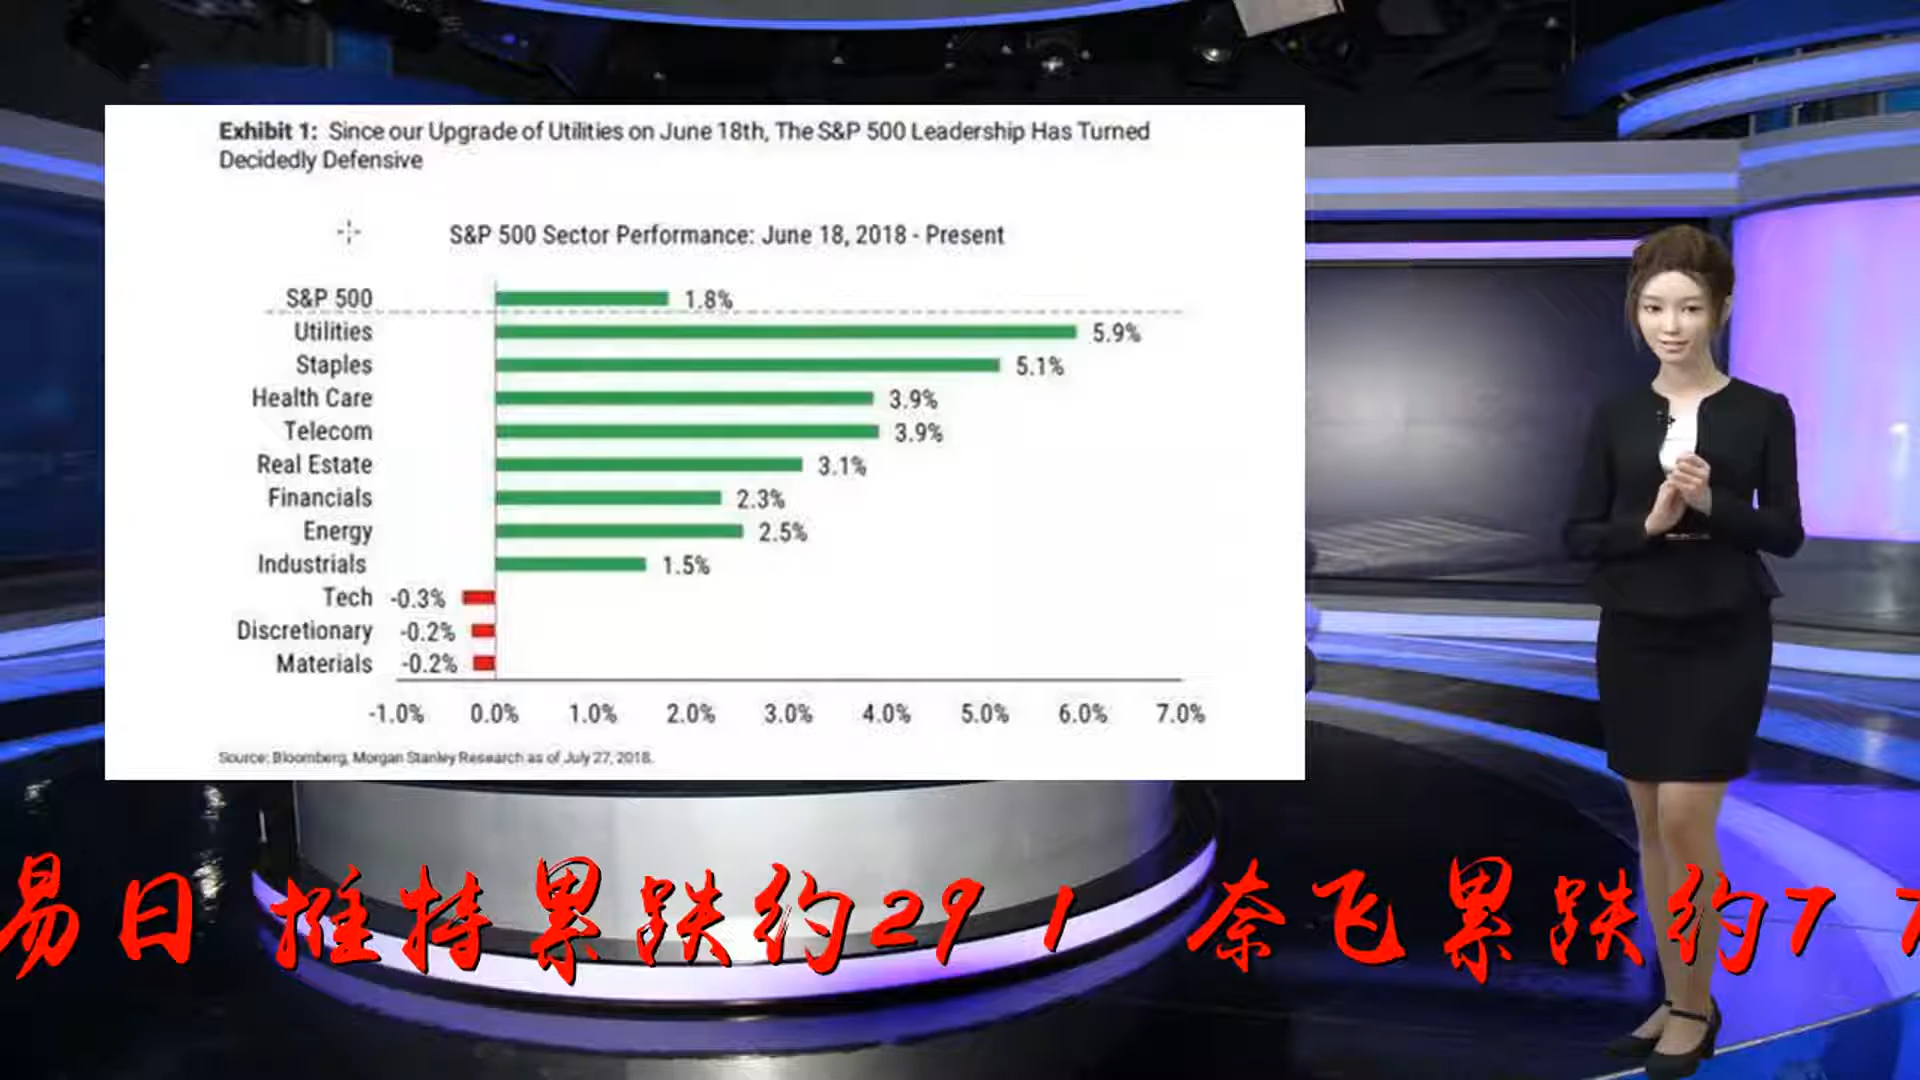 Exhibit 1: Since our Upgrade of Utilities on June 18th, The S&P 500 Leadership Has Turned
Decidedly Defensive
S&P 500 Sector Performance: June 18, 2018 - Present
S&P 500 1.8%
Utilities 5.9%
Staples 5.1%
Health Care 3.9%
Telecom 3.9%
Real Estate 3.1%
Financials 2.3%
Energy 2.5%
Industrials 1.5%
Tech -0.3%
Discretionary -0.2%
Materials -0.2%
-1.0% 0.0% 1.0% 2.0% 3.0% 4.0% 5.0% 6.0% 7.0%
Source: Bloomberg, Morgan Stanley Research as of July 27, 2018.
易日 推持累跌约29 1 奈飞累跌约7